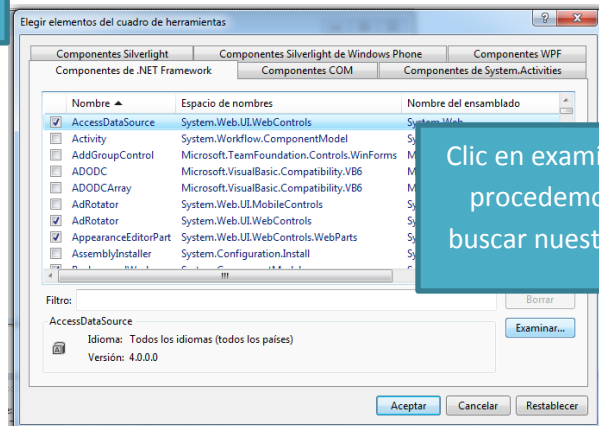 Elegir elementos del cuadro de herramientas
Componentes Silverlight Componentes Silverlight de Windows Phone Componentes WPF
Componentes de .NET Framework Componentes COM Componentes de System.Activities
Nombre Espacio de nombres Nombre del ensamblado
AccessDataSource System.Web.UI.WebControls System.Web
Activity System.Workflow.ComponentModel
AddGroupControl Microsoft.TeamFoundation.Controls.WinForms
ADODC Microsoft.VisualBasic.Compatibility.VB6
ADODCArray Microsoft.VisualBasic.Compatibility.VB6
AdRotator System.Web.UI.MobileControls
AdRotator System.Web.UI.WebControls
AppearanceEditorPart System.Web.UI.WebControls.WebParts
AssemblyInstaller System.Configuration.Install
Clic en exami
procedemo
buscar nuest
Filtro:
Borrar
AccessDataSource
Idioma: Todos los idiomas (todos los países)
Versión: 4.0.0.0
Examinar...
Aceptar Cancelar Restablecer